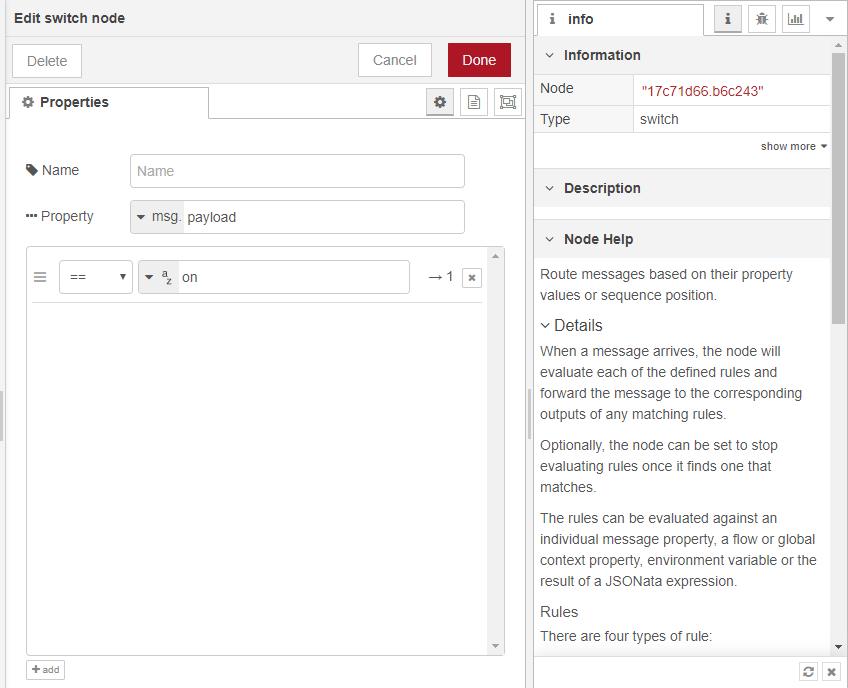 Edit switch node
Delete
Cancel
Done
Properties
Name
Name
Property
msg. payload
==
az on
→ 1
+ add
info
Information
Node "17c71d66.b6c243"
Type switch
show more
Description
Node Help
Route messages based on their property
values or sequence position.
Details
When a message arrives, the node will
evaluate each of the defined rules and
forward the message to the corresponding
outputs of any matching rules.
Optionally, the node can be set to stop
evaluating rules once it finds one that
matches.
The rules can be evaluated against an
individual message property, a flow or global
context property, environment variable or the
result of a JSONata expression.
Rules
There are four types of rule: